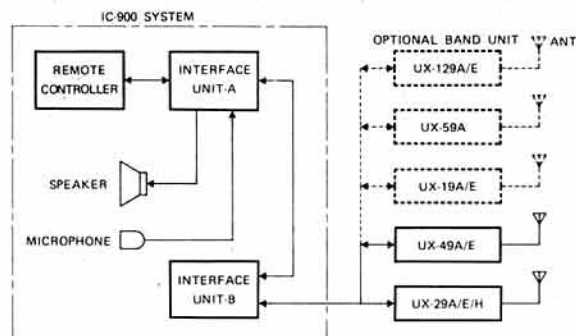 IC-900 SYSTEM
REMOTE
CONTROLLER
INTERFACE
UNIT-A
SPEAKER
MICROPHONE
INTERFACE
UNIT-B
OPTIONAL BAND UNIT
ANT
UX-129A/E
UX-59A
UX-19A/E
UX-49A/E
UX-29A/E/H